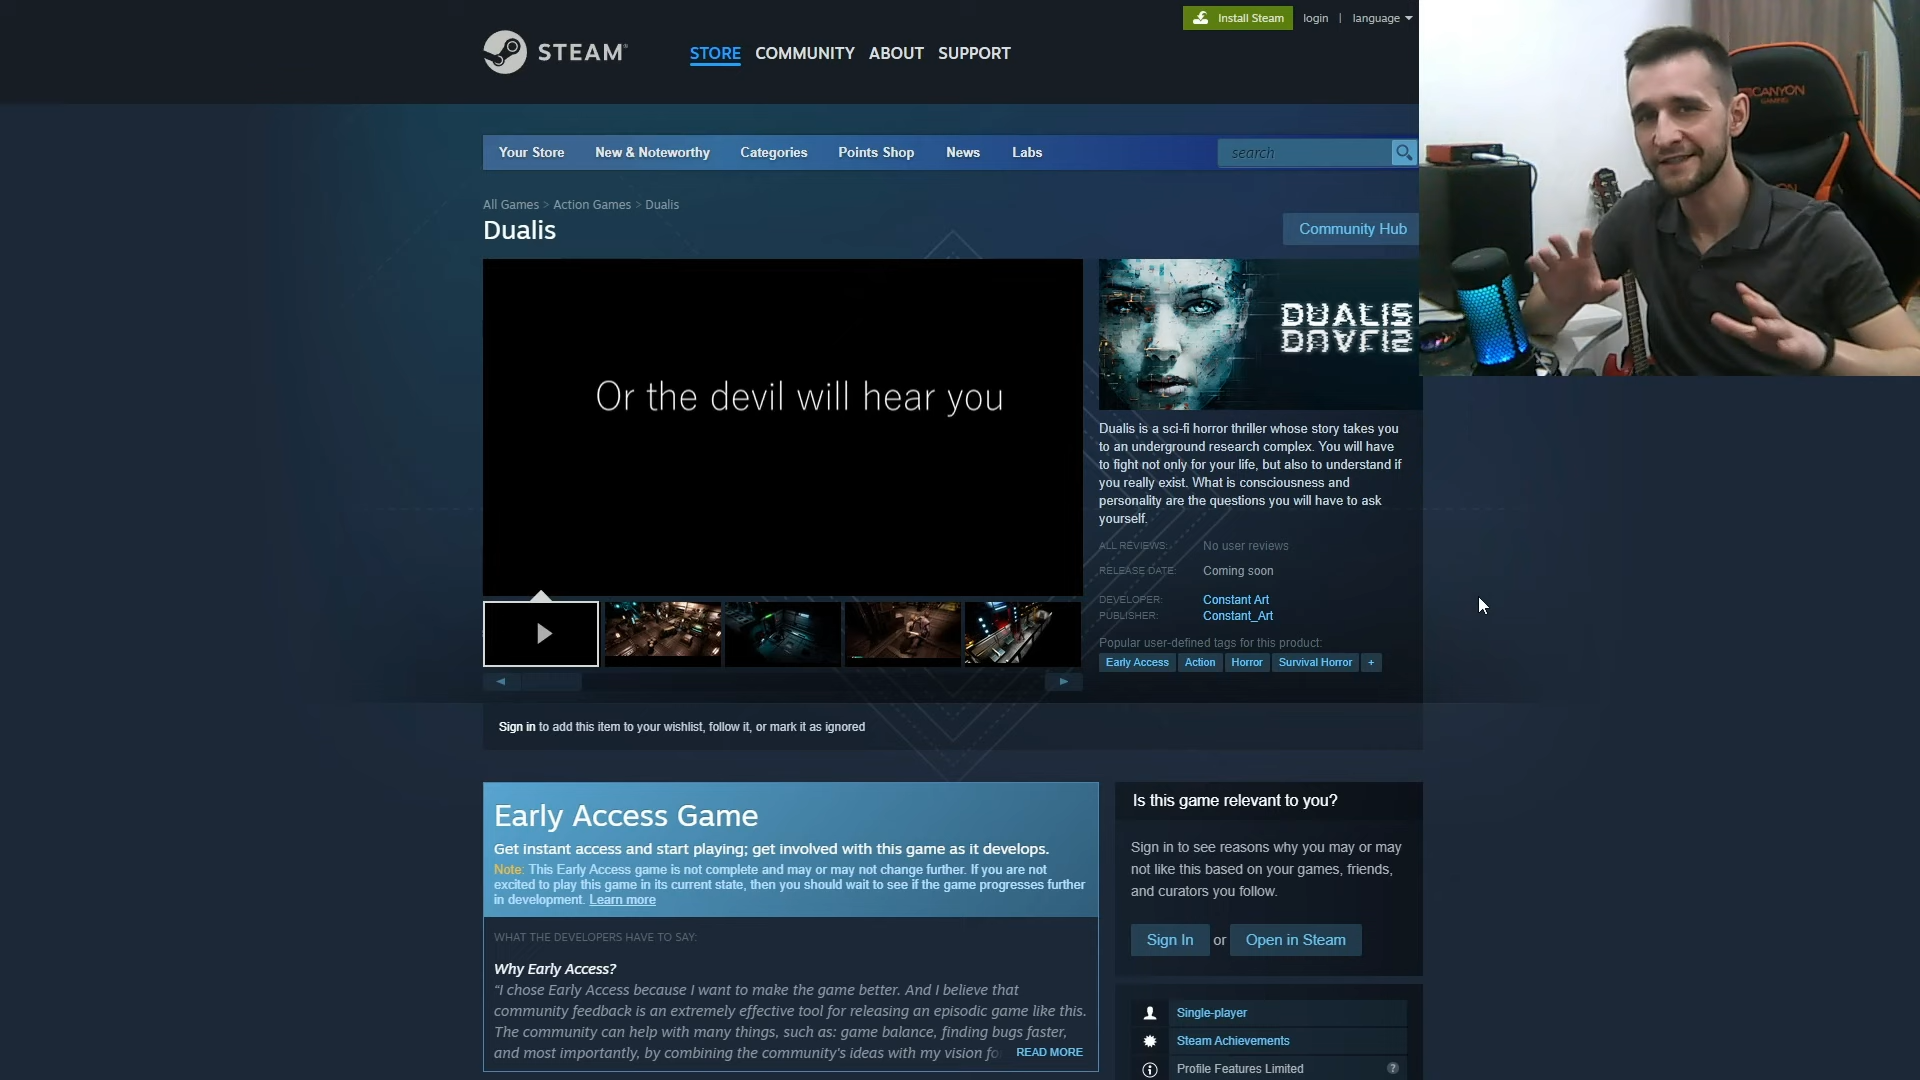 Install Steam
login | language
STEAM
STORE COMMUNITY ABOUT SUPPORT
CANYON
GAMING
Your Store New & Noteworthy Categories Points Shop News Labs
search
All Games > Action Games > Dualis
Dualis
Community Hub
Or the devil will hear you
DUALIS
DUALIS
Dualis is a sci-fi horror thriller whose story takes you
to an underground research complex. You will have
to fight not only for your life, but also to understand if
you really exist. What is consciousness and
personality are the questions you will have to ask
yourself.
ALL REVIEWS: No user reviews
RELEASE DATE: Coming soon
DEVELOPER: Constant Art
PUBLISHER: Constant_Art
Popular user-defined tags for this product:
Early Access Action Horror Survival Horror +
Sign in to add this item to your wishlist, follow it, or mark it as ignored
Early Access Game
Get instant access and start playing; get involved with this game as it develops.
Note: This Early Access game is not complete and may or may not change further. If you are not
excited to play this game in its current state, then you should wait to see if the game progresses further
in development. Learn more
WHAT THE DEVELOPERS HAVE TO SAY:
Why Early Access?
“I chose Early Access because I want to make the game better. And I believe that
community feedback is an extremely effective tool for releasing an episodic game like this.
The community can help with many things, such as: game balance, finding bugs faster,
and most importantly, by combining the community's ideas with my vision fo READ MORE
Is this game relevant to you?
Sign in to see reasons why you may or may
not like this based on your games, friends,
and curators you follow.
Sign In or Open in Steam
Single-player
Steam Achievements
Profile Features Limited ?